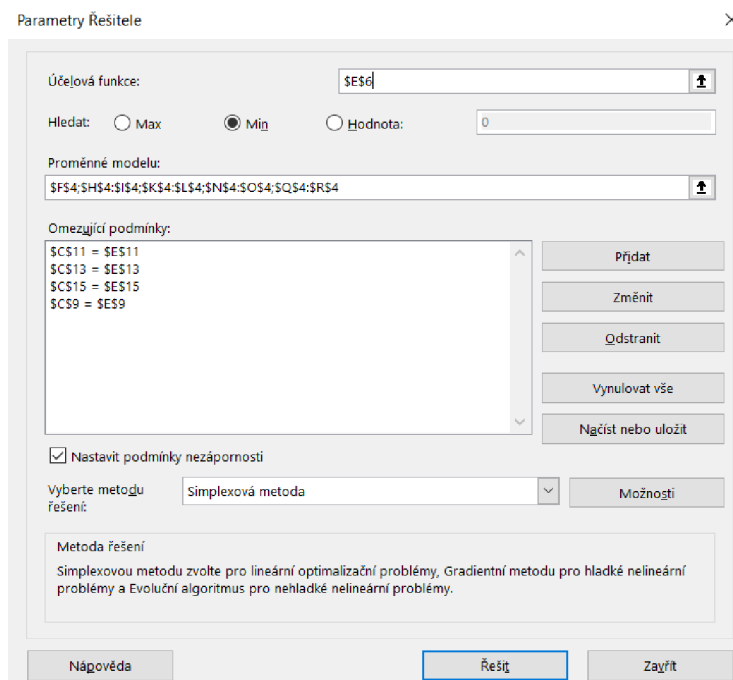 Parametry Řešitele
Účelová funkce:
$E$6
Hledat:
Max
Min
Hodnota:
0
Proměnné modelu:
$F$4;$H$4:$I$4;$K$4:$L$4;$N$4:$O$4;$Q$4:$R$4
Omezující podmínky:
$C$11 = $E$11
$C$13 = $E$13
$C$15 = $E$15
$C$9 = $E$9
Přidat
Změnit
Odstranit
Vynulovat vše
Načíst nebo uložit
Nastavit podmínky nezápornosti
Vyberte metodu
řešení:
Simplexová metoda
Možnosti
Metoda řešení
Simplexovou metodu zvolte pro lineární optimalizační problémy, Gradientní metodu pro hladké nelineární
problémy a Evoluční algoritmus pro nehladké nelineární problémy.
Nápověda
Řešit
Zavřít